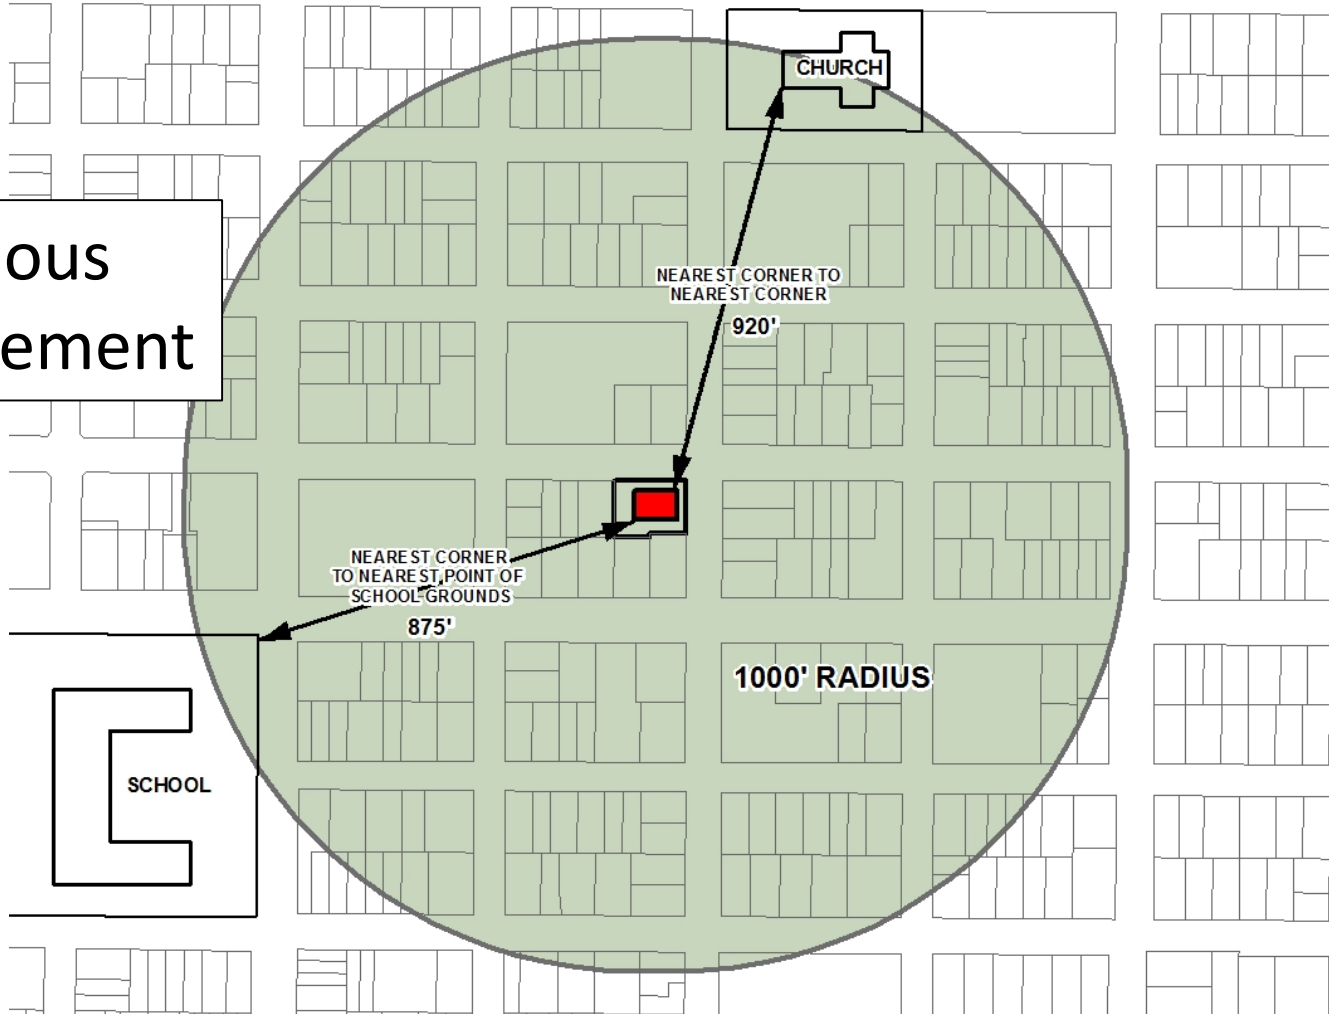 CHURCH
ous
ement
NEAREST CORNER TO
NEAREST CORNER
920'
NEAREST CORNER
TO NEAREST POINT OF
SCHOOL GROUNDS
875'
1000' RADIUS
SCHOOL